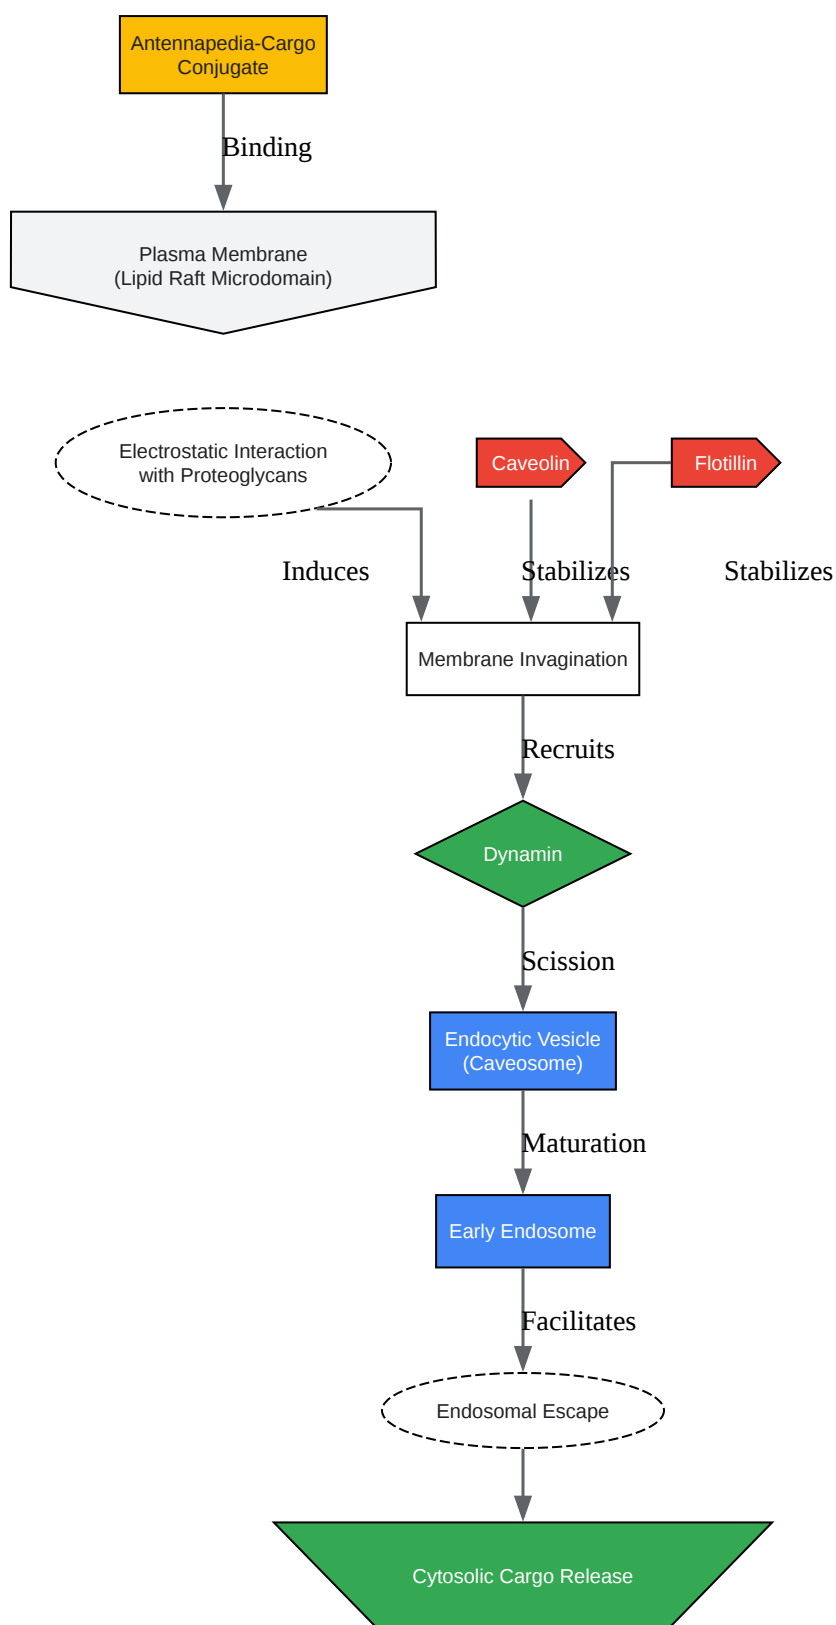 Antennapedia-Cargo
Conjugate
Binding
Plasma Membrane
(Lipid Raft Microdomain)
Electrostatic Interaction
with Proteoglycans
Caveolin
Flotillin
Induces
Stabilizes
Stabilizes
Membrane Invagination
Recruits
Dynamin
Scission
Endocytic Vesicle
(Caveosome)
Maturation
Early Endosome
Facilitates
Endosomal Escape
Cytosolic Cargo Release